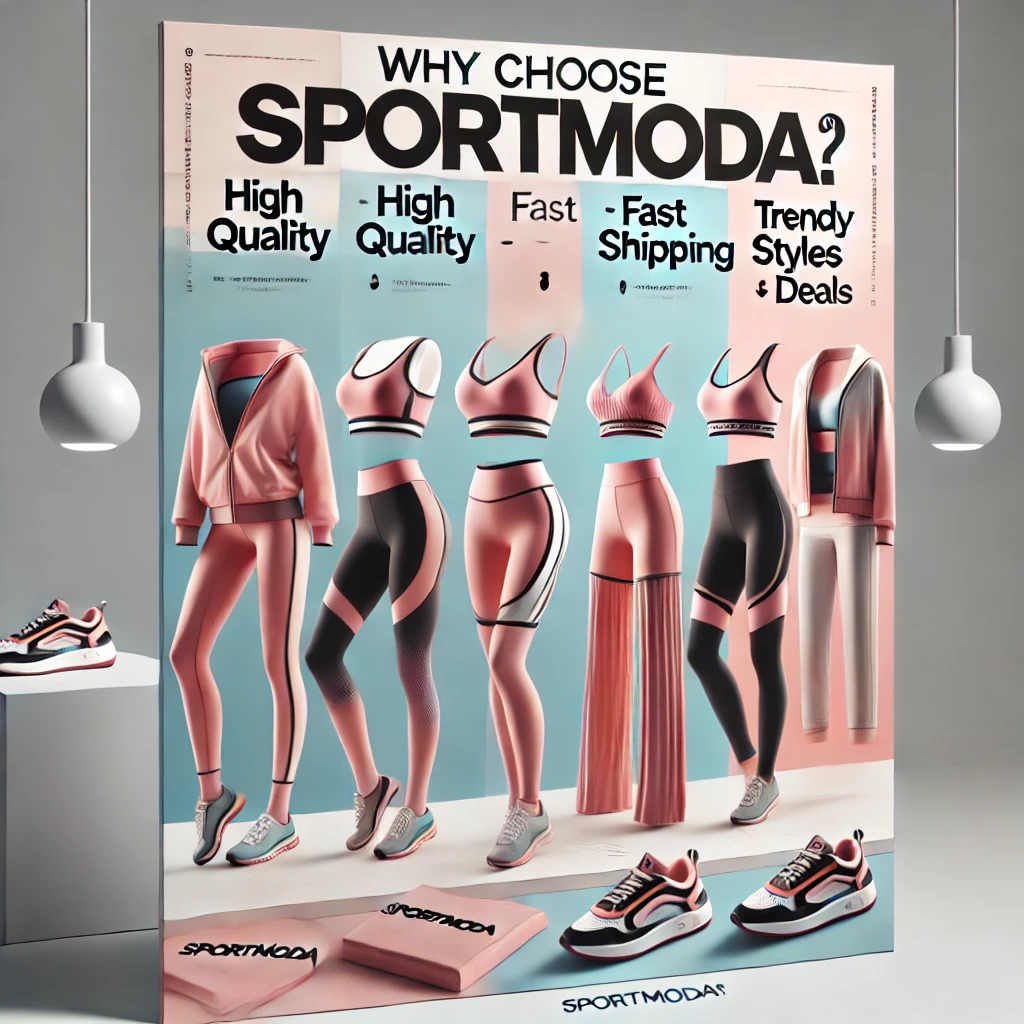 WHY CHOOSE
SPORTMODA?
High
Quality
- High
Quality
Fast
- Fast
Shipping
Trendy
Styles
Deals
SPORTMODA
SPORTMODA
SPORTMODA?